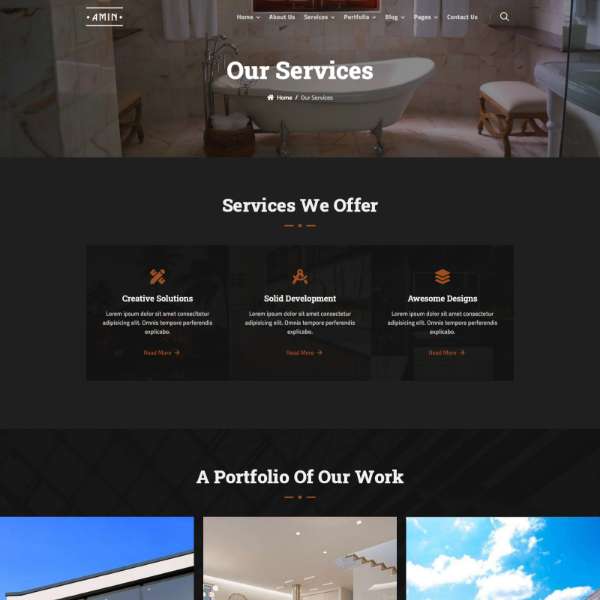 • AMIN •
Home About Us Services Portfolio Blog Pages Contact Us
Our Services
Home / Our Services
Services We Offer
Creative Solutions
Lorem ipsum dolor sit amet consectetur
adipisicing elit. Omnis tempore perferendis
explicabo.
Read More →
Solid Development
Lorem ipsum dolor sit amet consectetur
adipisicing elit. Omnis tempore perferendis
explicabo.
Read More →
Awesome Designs
Lorem ipsum dolor sit amet consectetur
adipisicing elit. Omnis tempore perferendis
explicabo.
Read More →
A Portfolio Of Our Work